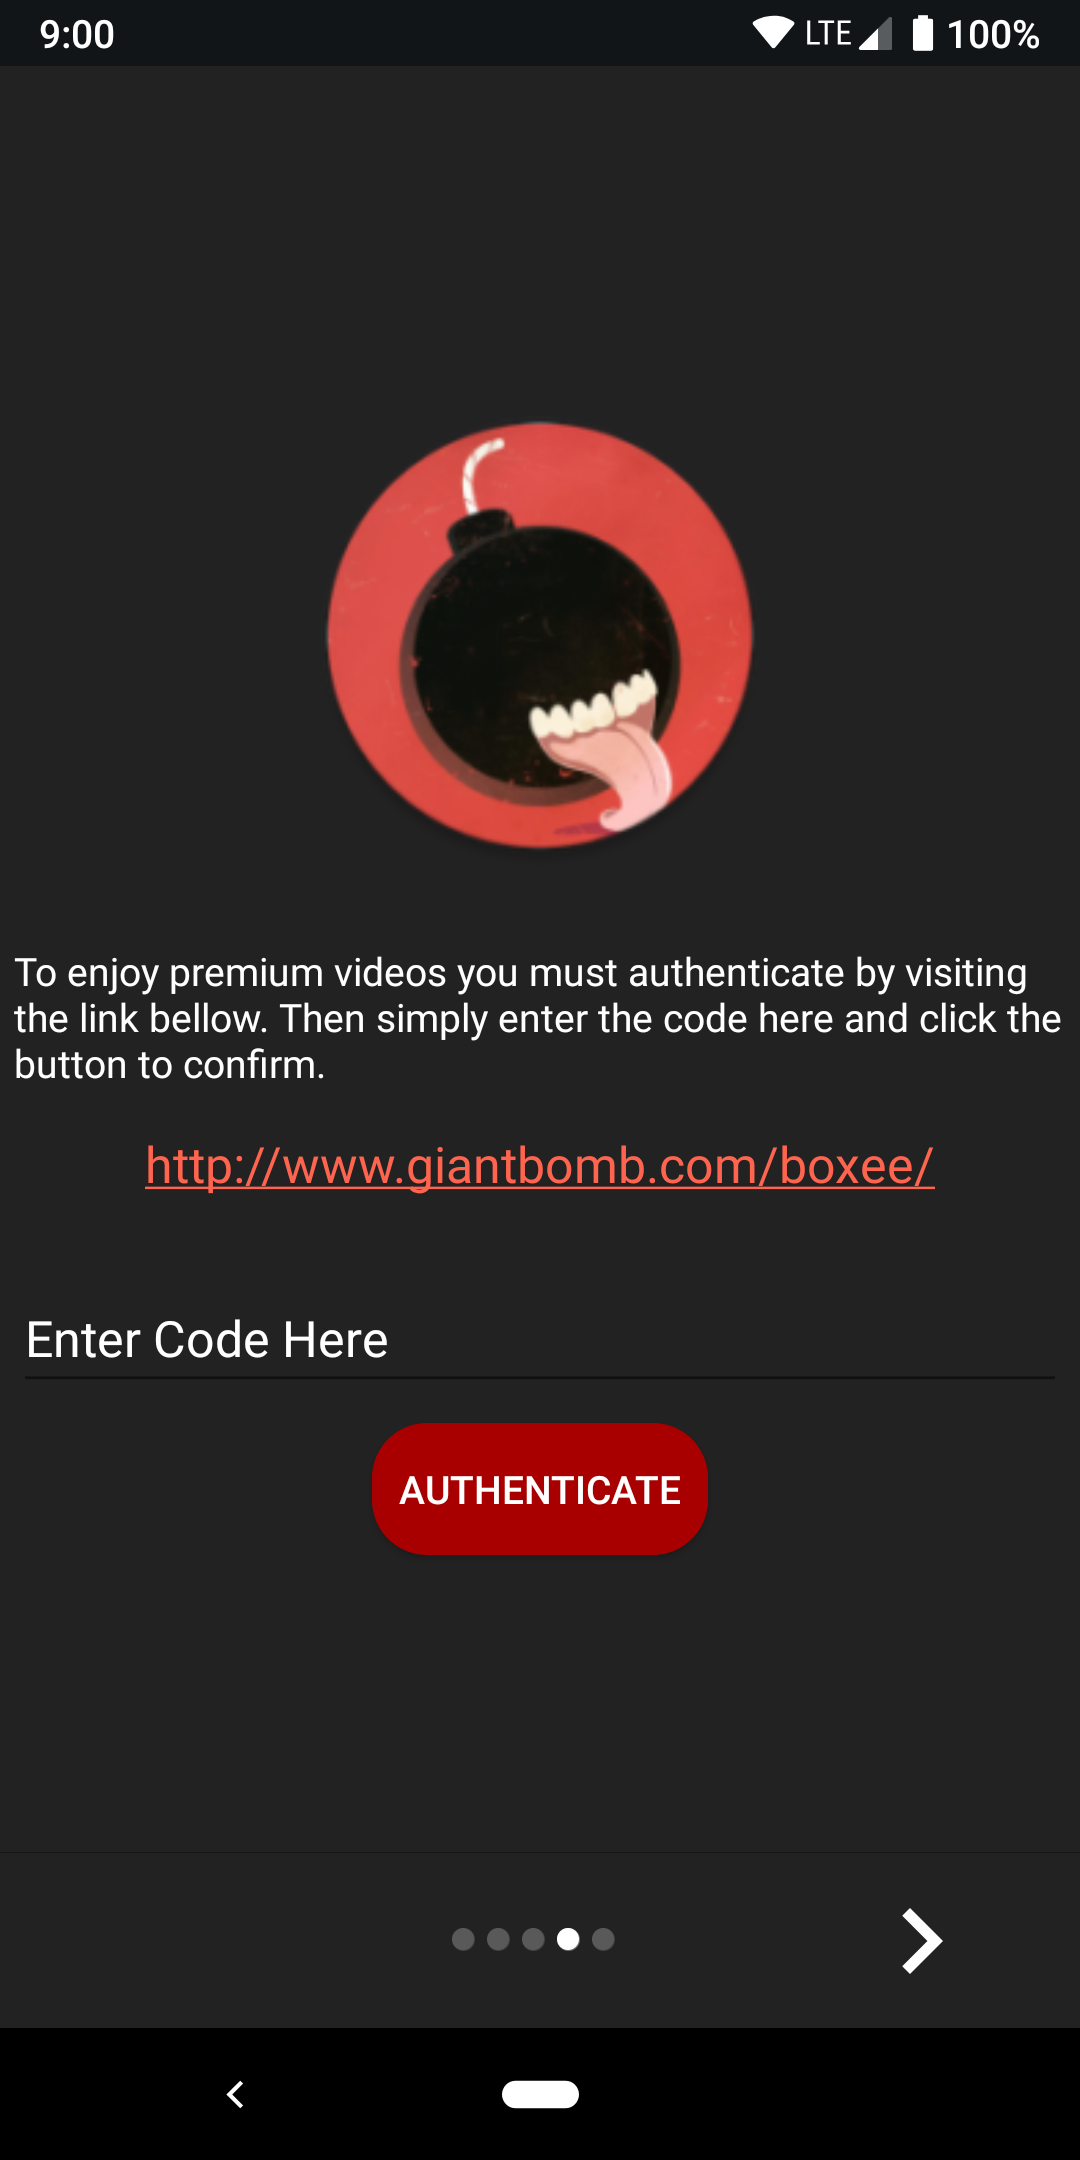 9:00
LTE
100%
To enjoy premium videos you must authenticate by visiting
the link bellow. Then simply enter the code here and click the
button to confirm.
http://www.giantbomb.com/boxee/
Enter Code Here
AUTHENTICATE